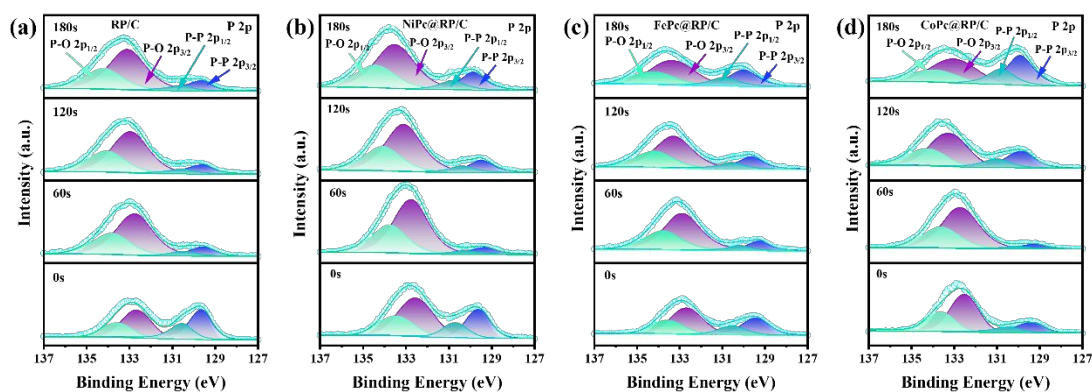 (a)
RP/C
P 2p
180s
P-O 2p1/2
P-O 2p3/2
P-P 2p1/2
P-P 2p3/2
120s
60s
0s
Intensity (a.u.)
137 135 133 131 129 127
Binding Energy (eV)
(b)
NiPc@RP/C
P 2p
180s
P-O 2p1/2
P-O 2p3/2
P-P 2p1/2
P-P 2p3/2
120s
60s
0s
Intensity (a.u.)
137 135 133 131 129 127
Binding Energy (eV)
(c)
FePc@RP/C
P 2p
180s
P-O 2p1/2
P-O 2p3/2
P-P 2p1/2
P-P 2p3/2
120s
60s
0s
Intensity (a.u.)
137 135 133 131 129 127
Binding Energy (eV)
(d)
CoPc@RP/C
P 2p
180s
P-O 2p1/2
P-O 2p3/2
P-P 2p1/2
P-P 2p3/2
120s
60s
0s
Intensity (a.u.)
137 135 133 131 129 127
Binding Energy (eV)